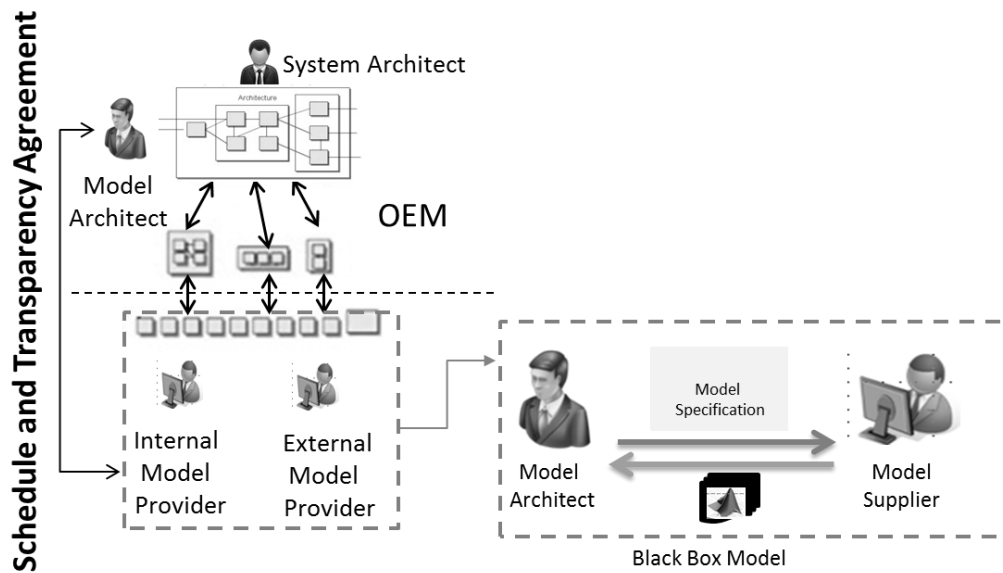 Schedule and Transparency Agreement
System Architect
Architecture
Model
Architect
OEM
Internal
Model
Provider
External
Model
Provider
Model
Specification
Model
Architect
Model
Supplier
Black Box Model